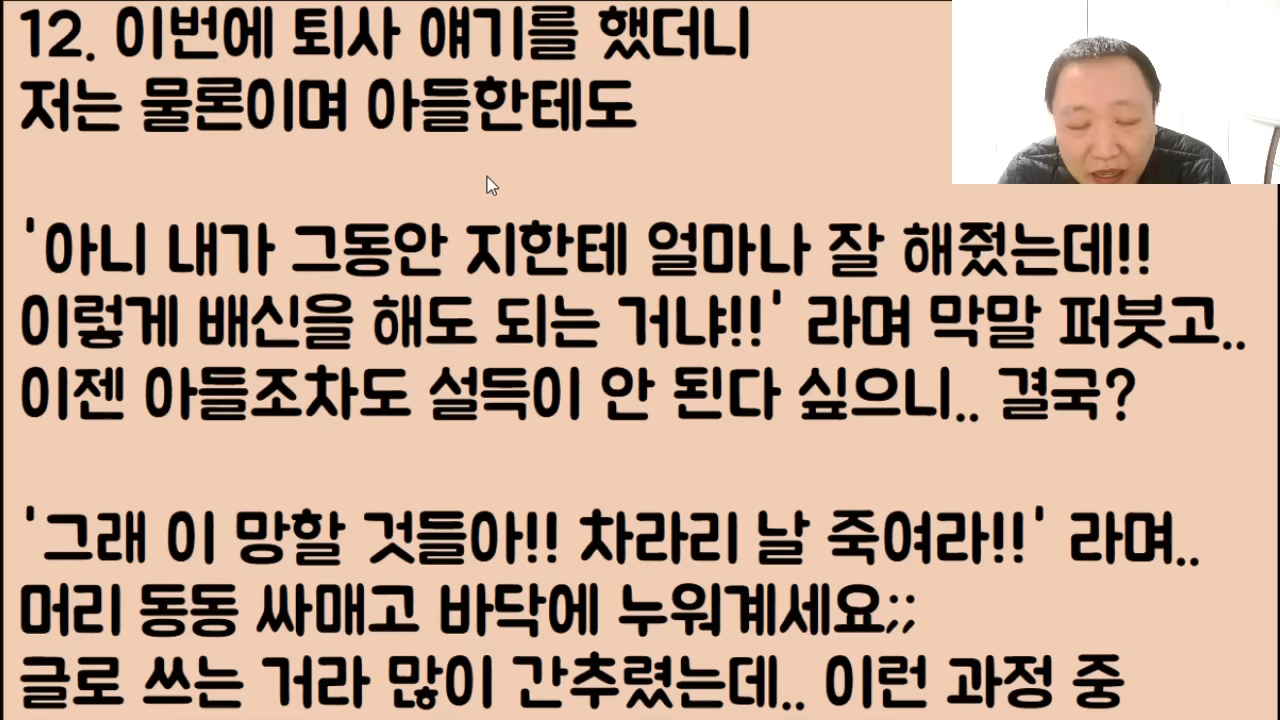 12. 이번에 퇴사 얘기를 했더니
저는 물론이며 아들한테도
'아니 내가 그동안 지한테 얼마나 잘 해줬는데!!
이렇게 배신을 해도 되는 거냐!!' 라며 막말 퍼붓고..
이젠 아들조차도 설득이 안 된다 싶으니.. 결국?
'그래 이 망할 것들아!! 차라리 날 죽여라!!' 라며..
머리 동동 싸매고 바닥에 누워계세요;;
글로 쓰는 거라 많이 간추렸는데.. 이런 과정 중